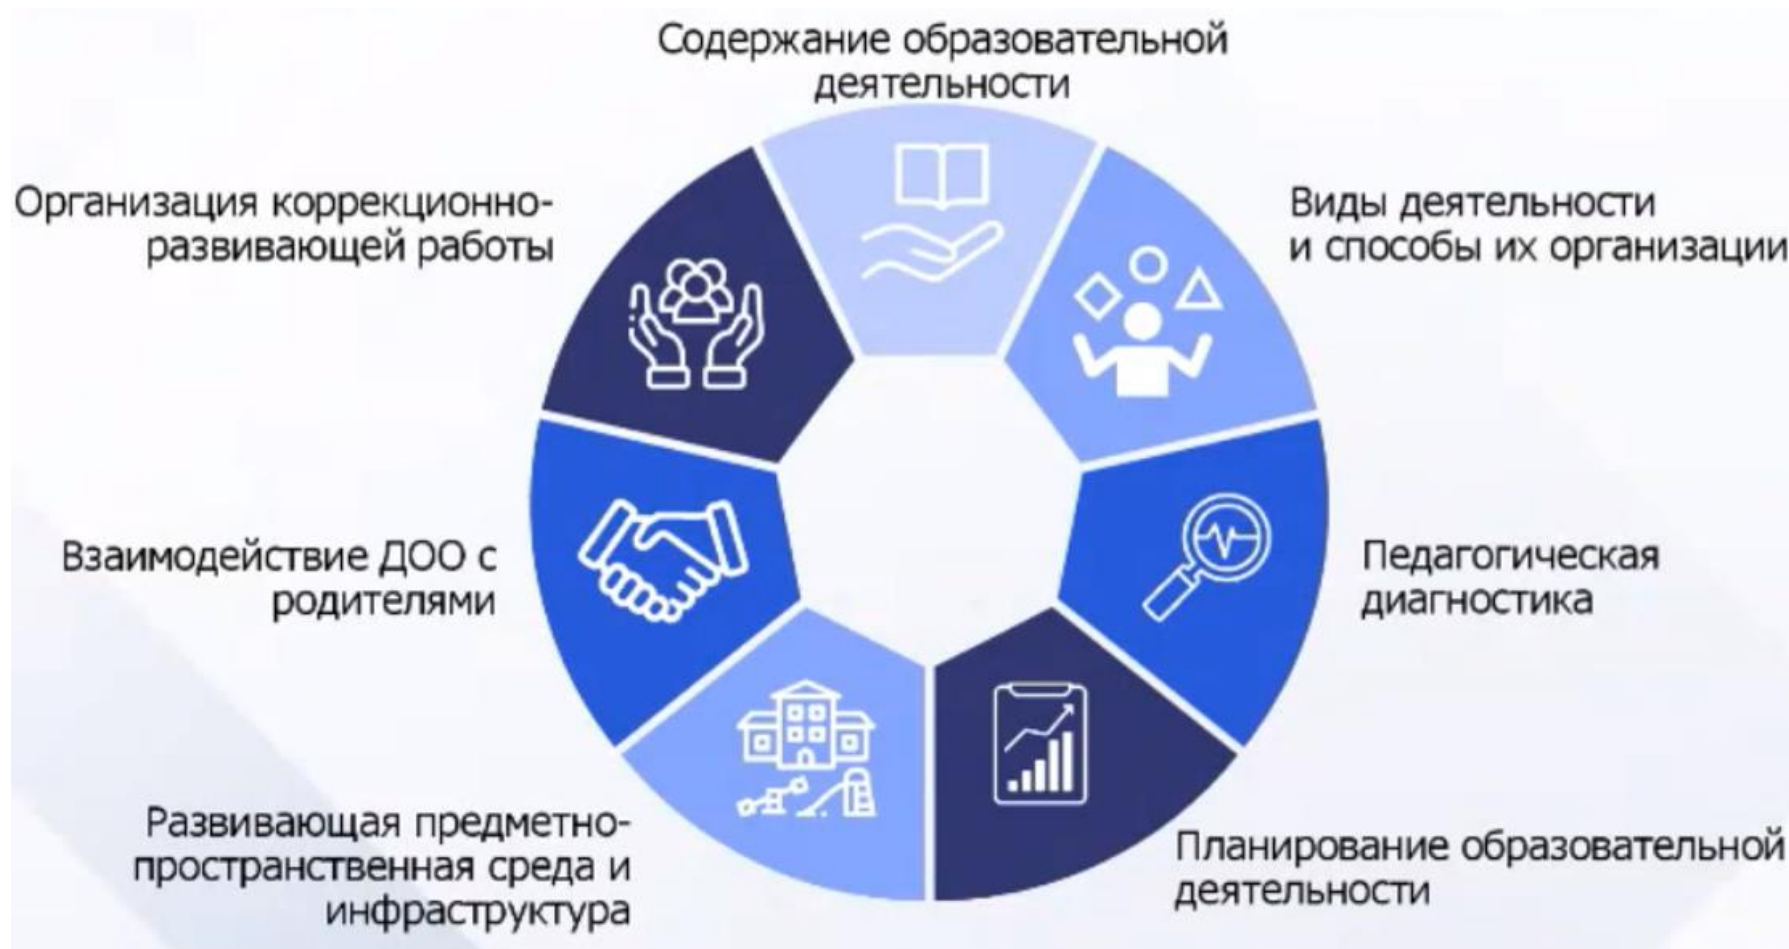 Содержание образовательной
деятельности
Организация коррекционно-
развивающей работы
Виды деятельности
и способы их организации
Взаимодействие ДОО с
родителями
Педагогическая
диагностика
Развивающая предметно-
пространственная среда и
инфраструктура
Планирование образовательной
деятельности